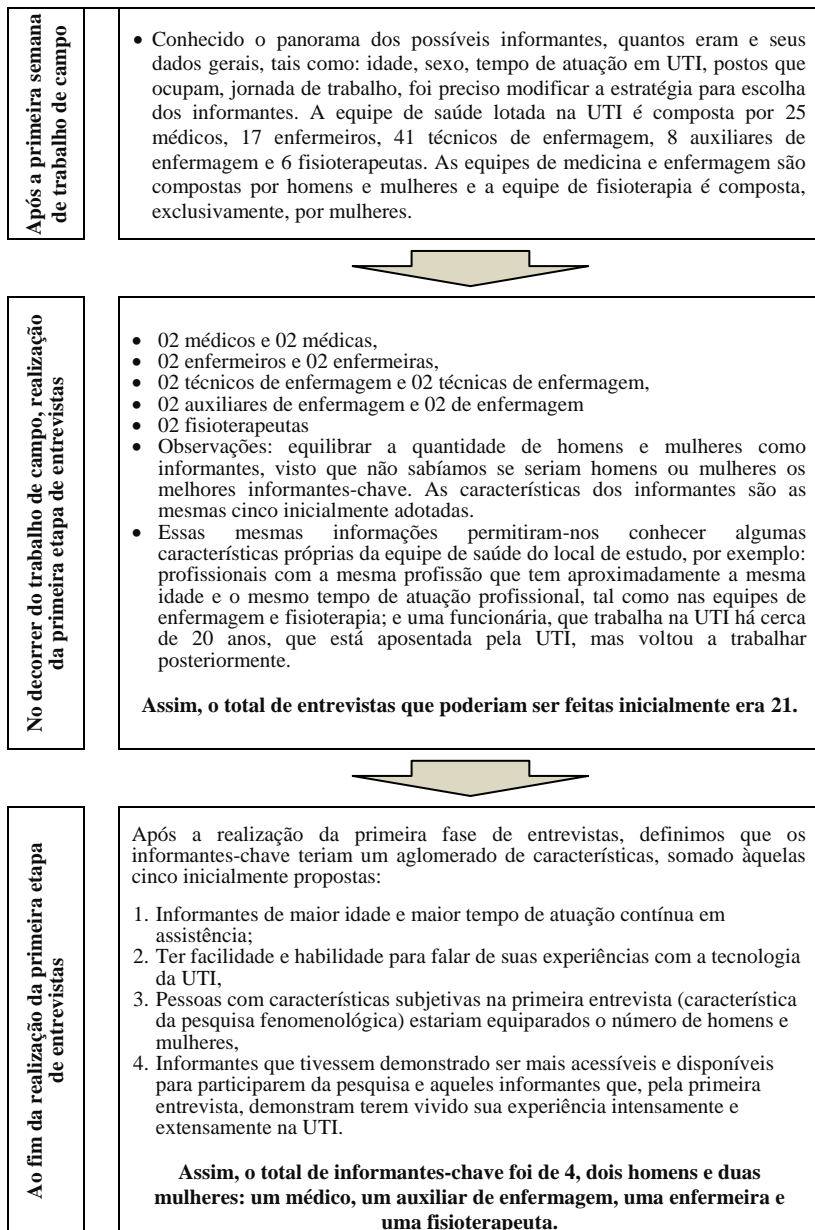 Após a primeira semana
de trabalho de campo
• Conhecido o panorama dos possíveis informantes, quantos eram e seus
dados gerais, tais como: idade, sexo, tempo de atuação em UTI, postos que
ocupam, jornada de trabalho, foi preciso modificar a estratégia para escolha
dos informantes. A equipe de saúde lotada na UTI é composta por 25
médicos, 17 enfermeiros, 41 técnicos de enfermagem, 8 auxiliares de
enfermagem e 6 fisioterapeutas. As equipes de medicina e enfermagem são
compostas por homens e mulheres e a equipe de fisioterapia é composta,
exclusivamente, por mulheres.
No decorrer do trabalho de campo, realização
da primeira etapa de entrevistas
• 02 médicos e 02 médicas,
• 02 enfermeiros e 02 enfermeiras,
• 02 técnicos de enfermagem e 02 técnicas de enfermagem,
• 02 auxiliares de enfermagem e 02 de enfermagem
• 02 fisioterapeutas
• Observações: equilibrar a quantidade de homens e mulheres como
informantes, visto que não sabíamos se seriam homens ou mulheres os
melhores informantes-chave. As características dos informantes são as
mesmas cinco inicialmente adotadas.
• Essas mesmas informações permitiram-nos conhecer algumas
características próprias da equipe de saúde do local de estudo, por exemplo:
profissionais com a mesma profissão que tem aproximadamente a mesma
idade e o mesmo tempo de atuação profissional, tal como nas equipes de
enfermagem e fisioterapia; e uma funcionária, que trabalha na UTI há cerca
de 20 anos, que está aposentada pela UTI, mas voltou a trabalhar
posteriormente.
Assim, o total de entrevistas que poderiam ser feitas inicialmente era 21.
Ao fim da realização da primeira etapa
de entrevistas
Após a realização da primeira fase de entrevistas, definimos que os
informantes-chave teriam um aglomerado de características, somado àquelas
cinco inicialmente propostas:
1. Informantes de maior idade e maior tempo de atuação contínua em
assistência;
2. Ter facilidade e habilidade para falar de suas experiências com a tecnologia
da UTI,
3. Pessoas com características subjetivas na primeira entrevista (característica
da pesquisa fenomenológica) estariam equiparados o número de homens e
mulheres,
4. Informantes que tivessem demonstrado ser mais acessíveis e disponíveis
para participarem da pesquisa e aqueles informantes que, pela primeira
entrevista, demonstram terem vivido sua experiência intensamente e
extensamente na UTI.
Assim, o total de informantes-chave foi de 4, dois homens e duas
mulheres: um médico, um auxiliar de enfermagem, uma enfermeira e
uma fisioterapeuta.